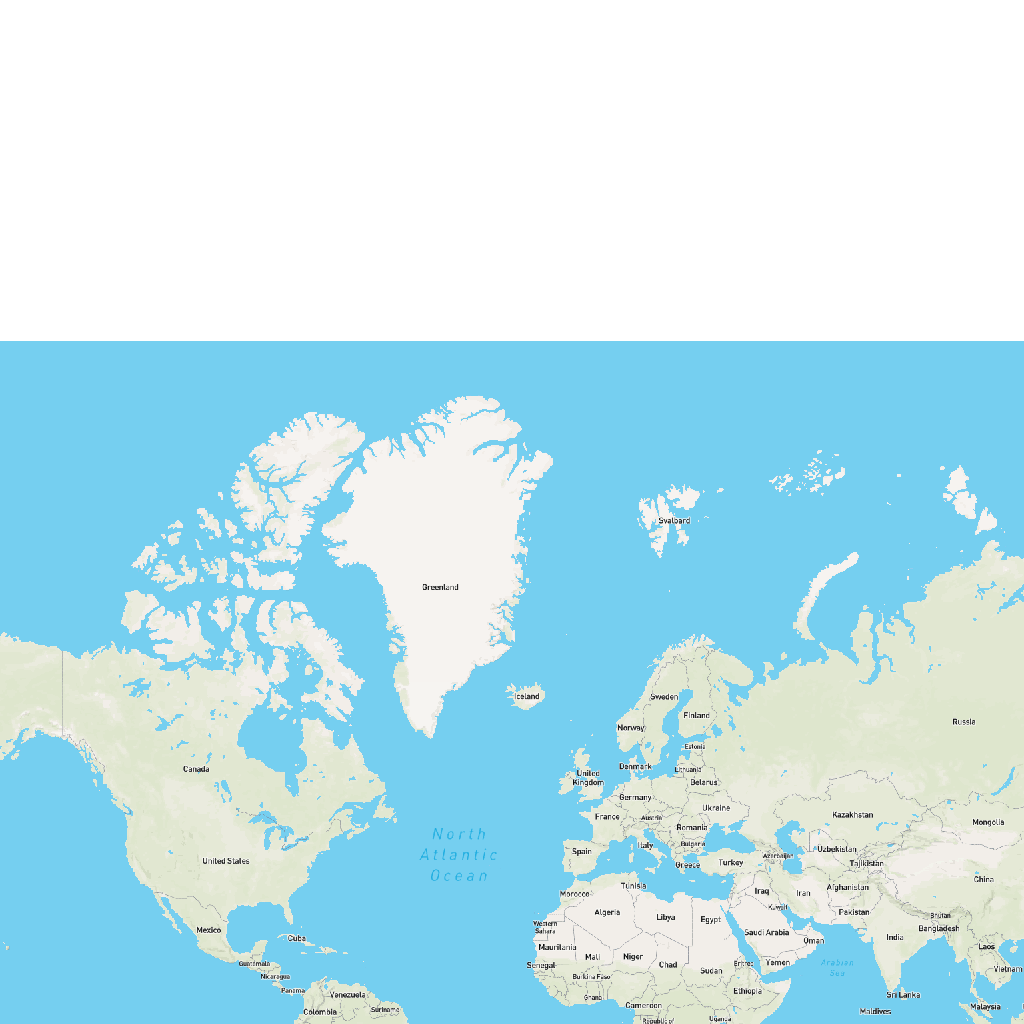 Svalbard
Greenland
Iceland
Sweden
Finland
Russia
Norway
Estonia
Canada
Denmark
Lithuania
United
Kingdom
Belarus
Germany
Ukraine
Kazakhstan
France
Austria
Mongolia
Romania
North
Atlantic
Ocean
Italy
Bulgaria
Spain
Uzbekistan
United States
Greece
Turkey
Azerbaijan
Tajikistan
China
Tunisia
Morocco
Iraq
Iran
Afghanistan
Algeria
Libya
Egypt
Kuwait
Pakistan
Bhutan
Western
Sahara
Mexico
Saudi Arabia
Bangladesh
Cuba
Oman
India
Mauritania
Laos
Mali
Niger
Chad
Yemen
Arabian
Sea
Guatemala
Senegal
Eritre
Sudan
Vietnam
Nicaragua
Burkina Faso
Panama
Ethiopia
Venezuela
Ghana
Sri Lanka
Cameroon
Malaysia
Colombia
Suriname
Maldives
Republic of
Uganda